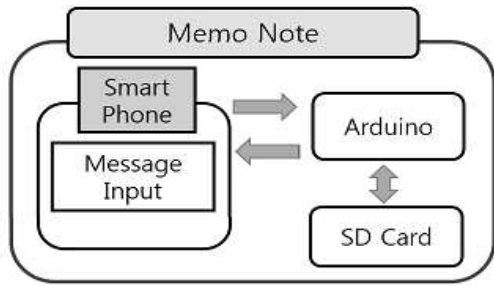 Memo Note
Smart
Phone
Message
Input
Arduino
SD Card